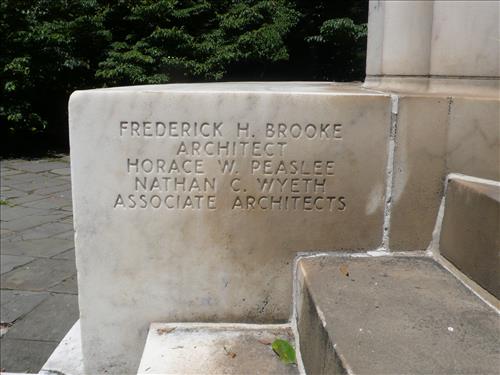 FREDERICK H. BROOKE
ARCHITECT
HORACE W. PEASLEE
NATHAN C. WYETH
ASSOCIATE ARCHITECTS